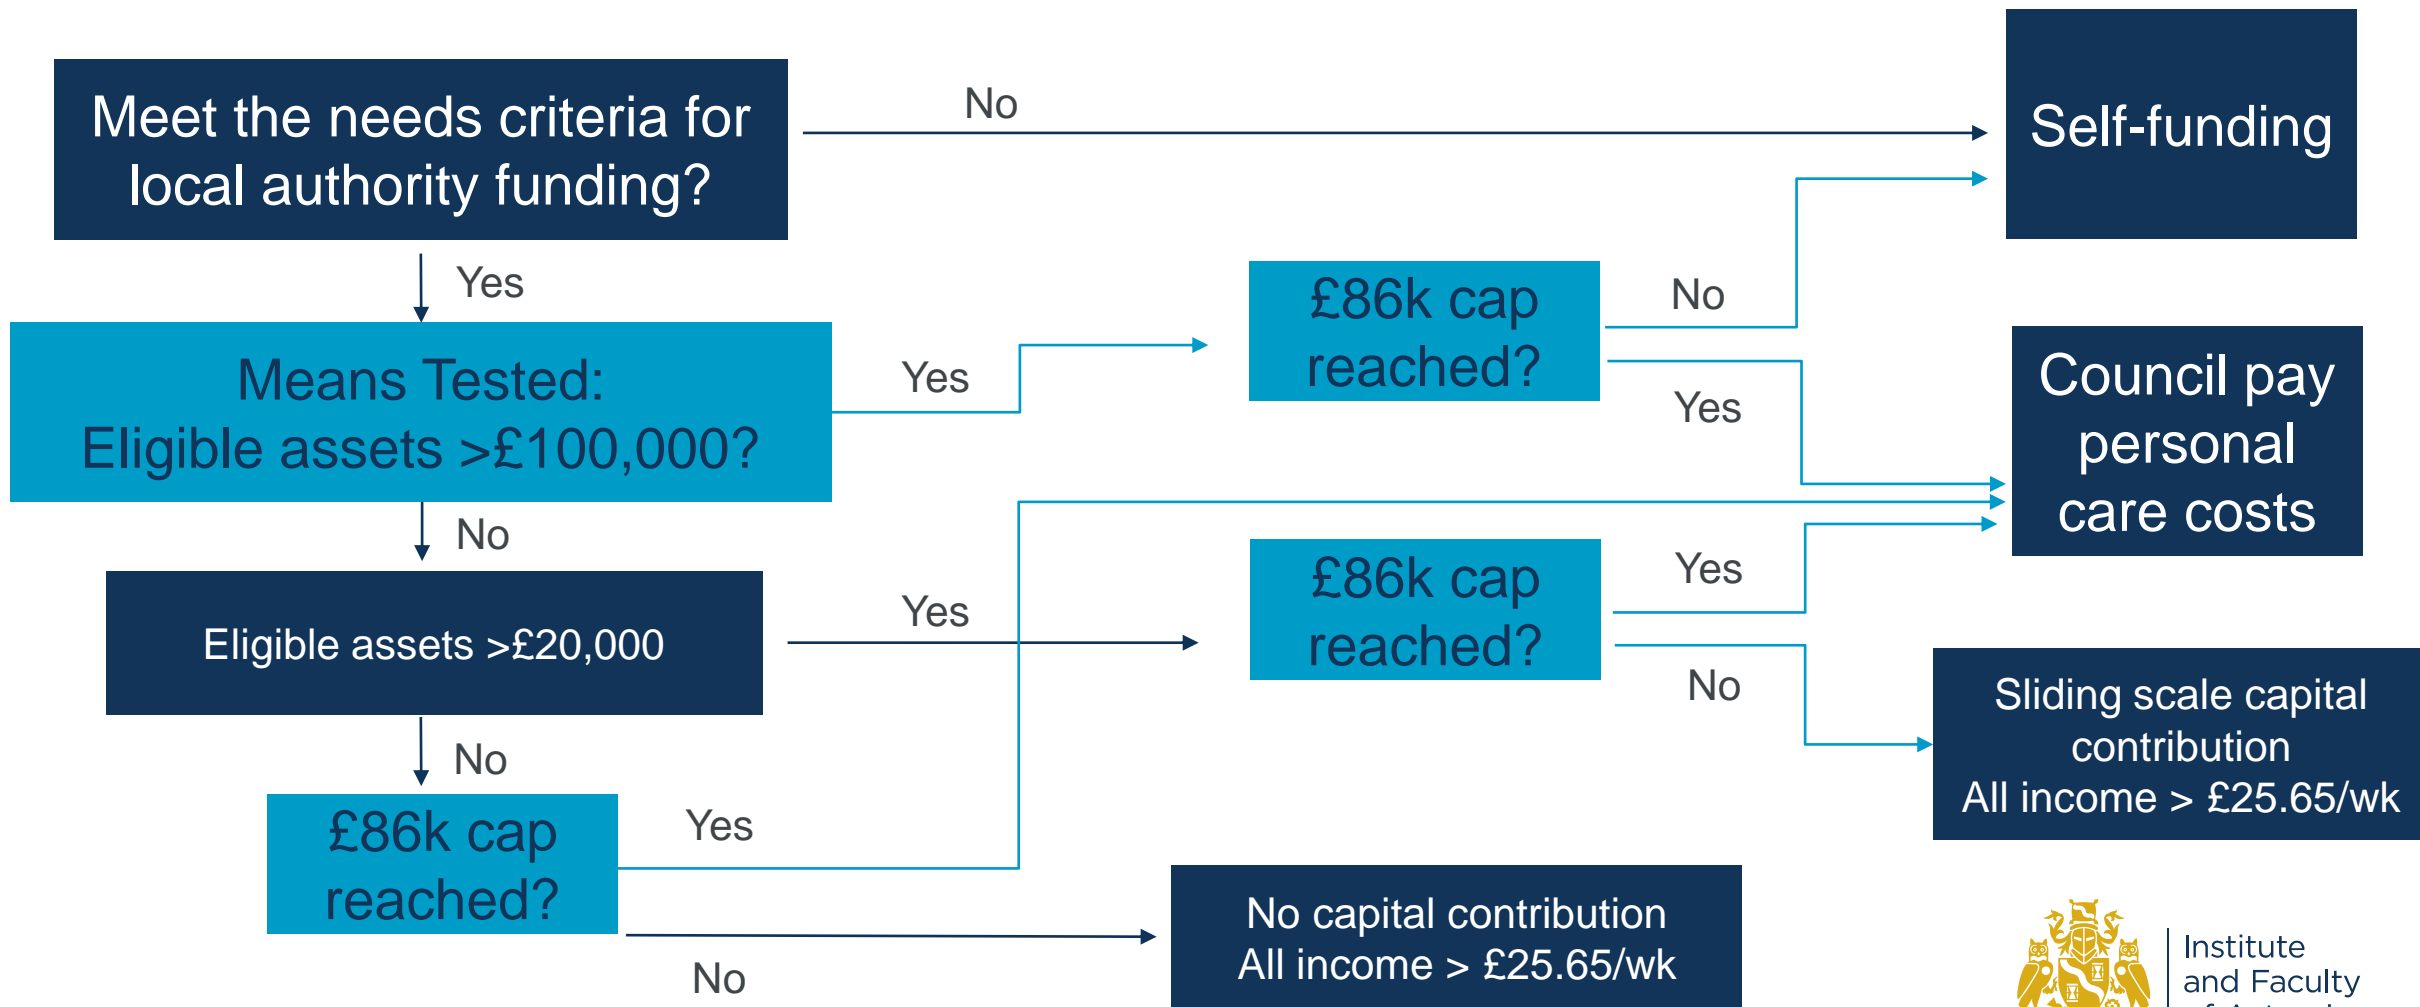 Meet the needs criteria for
local authority funding?
No
Self-funding
Yes
Means Tested:
Eligible assets >£100,000?
Yes
£86k cap
reached?
No
Yes
Council pay
personal
care costs
No
Eligible assets >£20,000
Yes
£86k cap
reached?
Yes
No
Sliding scale capital
contribution
All income > £25.65/wk
No
£86k cap
reached?
Yes
No
No capital contribution
All income > £25.65/wk
Institute
and Faculty